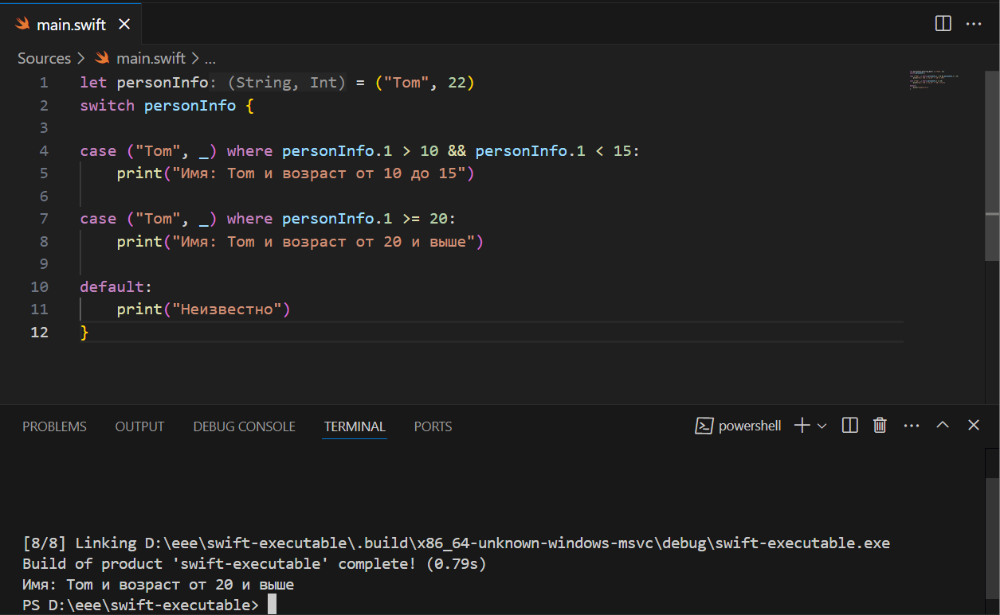 main.swift
Sources > main.swift > ...
1 let personInfo: (String, Int) = ("Tom", 22)
2 switch personInfo {
3
4 case ("Tom", _) where personInfo.1 > 10 && personInfo.1 < 15:
5     print("Имя: Том и возраст от 10 до 15")
6
7 case ("Tom", _) where personInfo.1 >= 20:
8     print("Имя: Том и возраст от 20 и выше")
9
10 default:
11     print("Неизвестно")
12 }
PROBLEMS OUTPUT DEBUG CONSOLE TERMINAL PORTS powershell
[8/8] Linking D:\eee\swift-executable\.build\x86_64-unknown-windows-msvc\debug\swift-executable.exe
Build of product 'swift-executable' complete! (0.79s)
Имя: Том и возраст от 20 и выше
PS D:\eee\swift-executable>